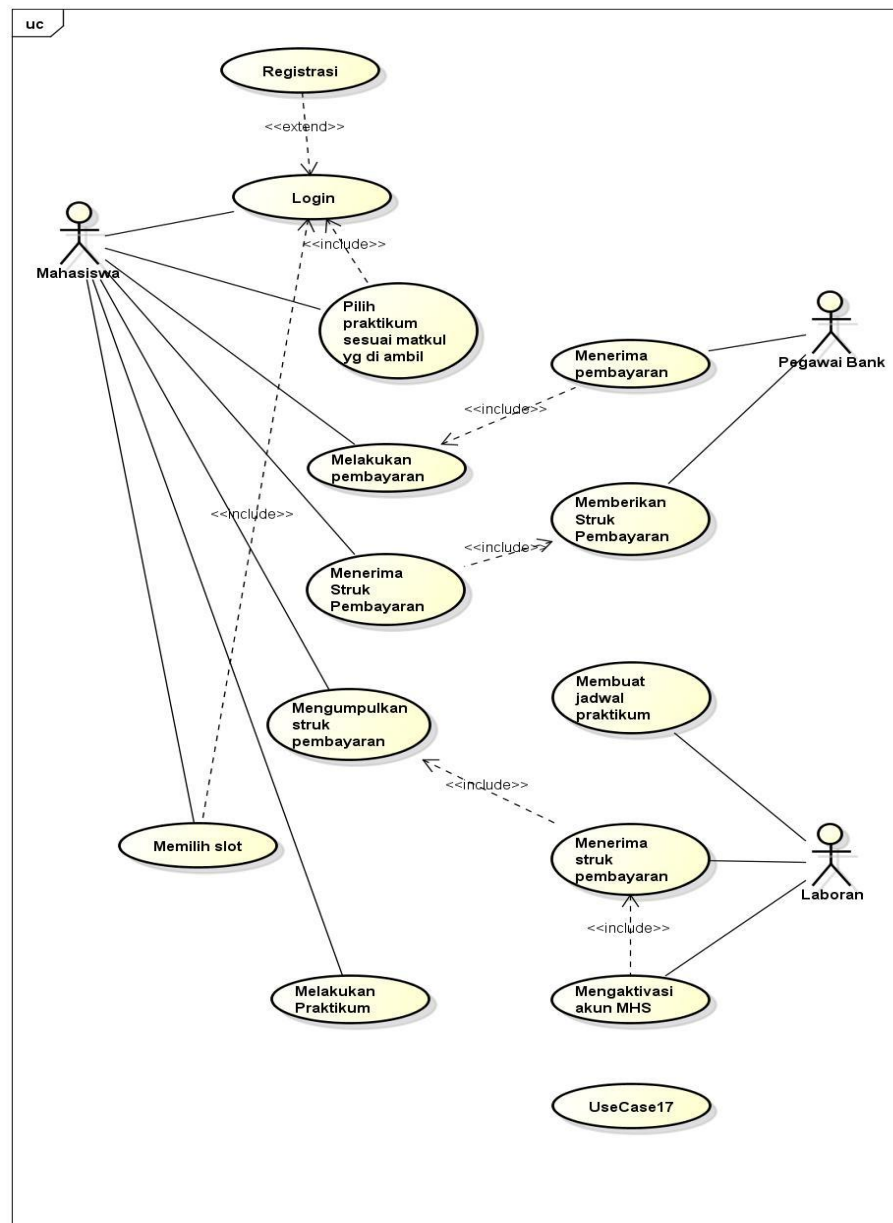 uc
Registrasi
<<extend>>
Login
<<include>>
Mahasiswa
Pilih
praktikum
sesuai matkul
yg di ambil
Menerima
pembayaran
Pegawai Bank
<<include>>
Melakukan
pembayaran
Memberikan
Struk
Pembayaran
<<include>>
<<include>>
Menerima
Struk
Pembayaran
Membuat
jadwal
praktikum
Mengumpulkan
struk
pembayaran
<<include>>
Memilih slot
Menerima
struk
pembayaran
Laboran
<<include>>
Melakukan
Praktikum
Mengaktivasi
akun MHS
UseCase17